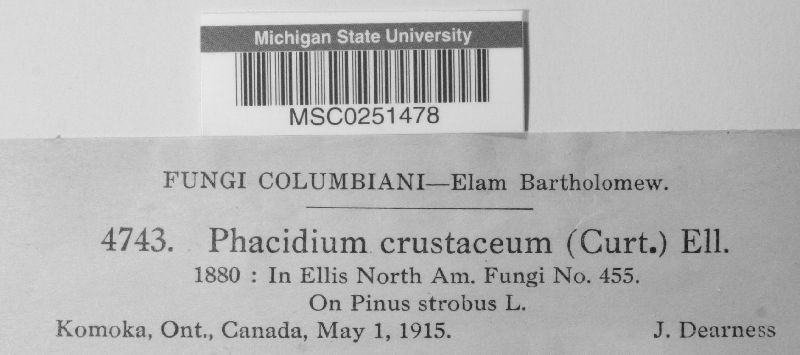 Michigan State University
MSC0251478
FUNGI COLUMBIANI—Elam Bartholomew.
4743. Phacidium crustaceum (Curt.) Ell.
1880 : In Ellis North Am. Fungi No. 455.
On Pinus strobus L.
Komoka, Ont., Canada, May 1, 1915. J. Dearness